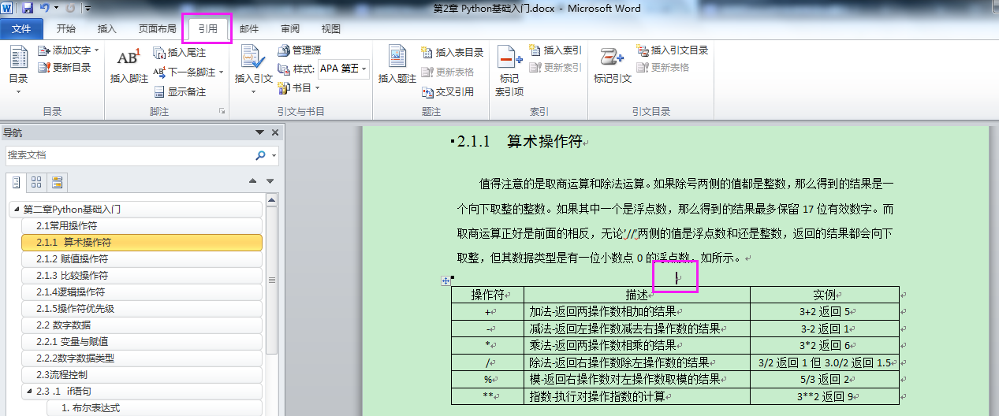 第2章 Python基础入门.docx - Microsoft Word
文件 开始 插入 页面布局 引用 邮件 审阅 视图
目录
添加文字
更新目录
目录
AB1
插入脚注
插入尾注
AB1 下一条脚注
显示备注
脚注
插入引文
管理源
样式: APA 第五
书目
引文与书目
插入题注
插入表目录
更新表格
交叉引用
题注
标记
索引项
插入索引
更新索引
索引
标记引文
插入引文目录
更新表格
引文目录
导航
搜索文档
第二章Python基础入门
2.1常用操作符
2.1.1 算术操作符
2.1.2 赋值操作符
2.1.3 比较操作符
2.1.4逻辑操作符
2.1.5操作符优先级
2.2 数字数据
2.2.1 变量与赋值
2.2.2数字数据类型
2.3流程控制
2.3 .1 if语句
1. 布尔表达式
2.1.1 算术操作符
值得注意的是取商运算和除法运算。如果除号两侧的值都是整数，那么得到的结果是一
个向下取整的整数。如果其中一个是浮点数，那么得到的结果最多保留 17 位有效数字。而
取商运算正好是前面的相反，无论’//’两侧的值是浮点数和还是整数，返回的结果都会向下
取整，但其数据类型是有一位小数点 0 的浮点数，如所示。
操作符 描述 实例
+ 加法-返回两操作数相加的结果 3+2 返回 5
- 减法-返回左操作数减去右操作数的结果 3-2 返回 1
* 乘法-返回两操作数相乘的结果 3*2 返回 6
/ 除法-返回右操作数除左操作数的结果 3/2 返回 1 但 3.0/2 返回 1.5
% 模-返回右操作数对左操作数取模的结果 5/3 返回 2
** 指数-执行对操作指数的计算 3**2 返回 9